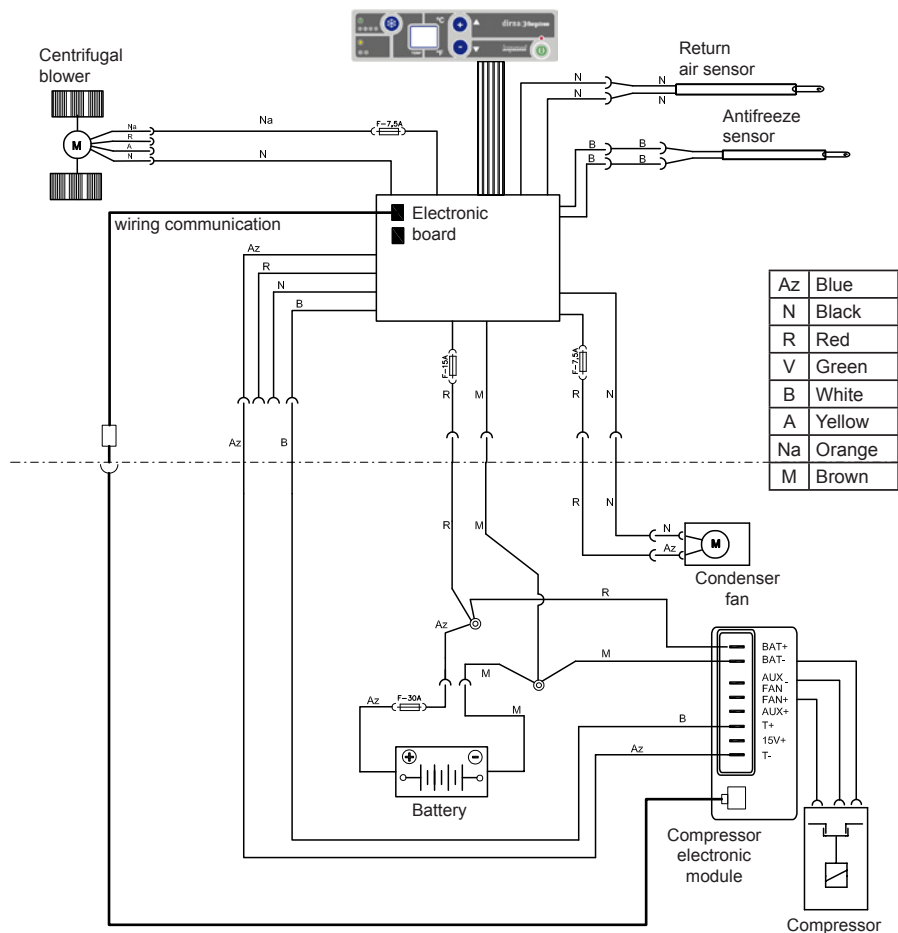 °C
dirna Bergstrom
°F
Centrifugal
blower
M
Na
R
A
N
Na
F-7,5A
N
Return
air sensor
N
N
N
N
Antifreeze
sensor
B
B
B
B
wiring communication
Electronic
board
Az
R
N
B
Az Blue
N Black
R Red
V Green
B White
A Yellow
Na Orange
M Brown
F-15A
F-7,5A
R
M
R
N
Az
B
R
M
R
N
N
Az
M
Condenser
fan
R
Az
M
M
Az
F-30A
M
Battery
B
Az
BAT+
BAT-
AUX
FAN -
FAN+
AUX+
T+
15V+
T-
Compressor
electronic
module
Compressor